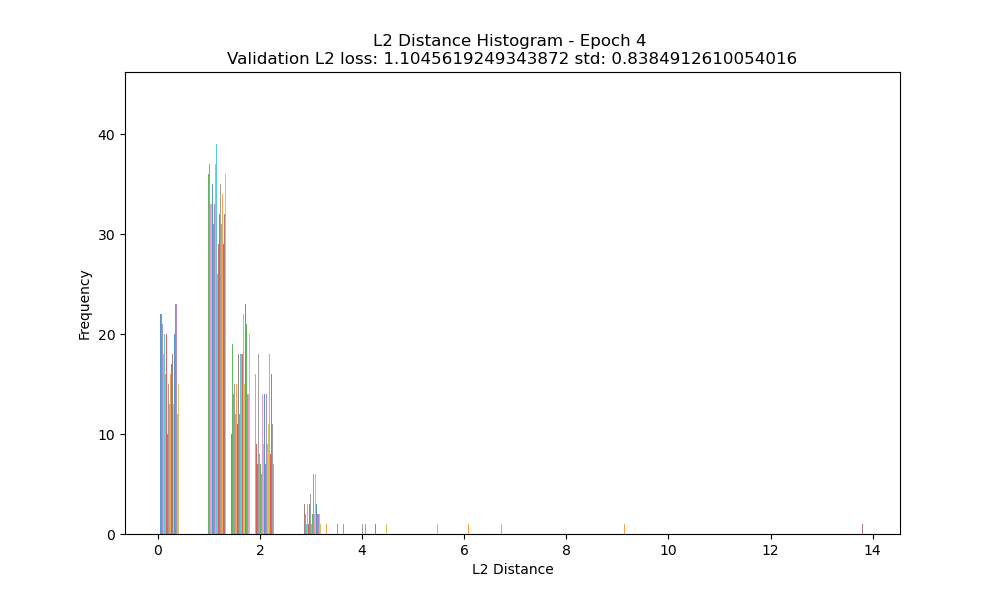 L2 Distance Histogram - Epoch 4
Validation L2 loss: 1.1045619249343872 std: 0.8384912610054016
40
30
20
10
0
Frequency
0 2 4 6 8 10 12 14
L2 Distance